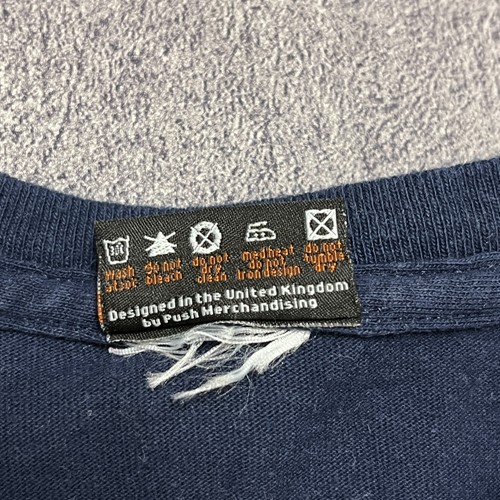 30
wash at 30c
do not bleach
do not dry clean
med heat do not iron design
do not tumble dry
Designed in the United Kingdom
by Push Merchandising